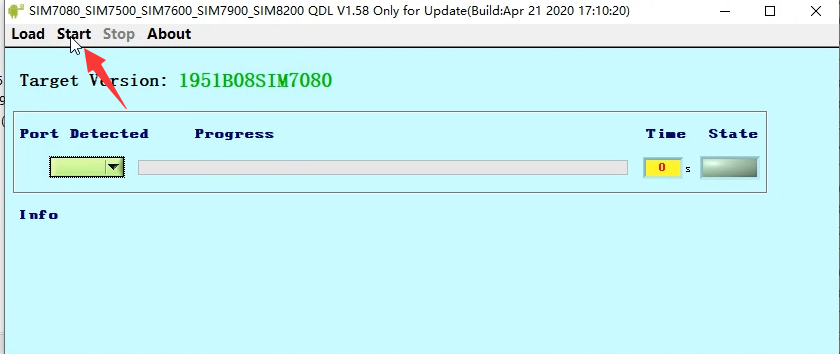 SIM7080_SIM7500_SIM7600_SIM7900_SIM8200 QDL V1.58 Only for Update(Build:Apr 21 2020 17:10:20)
Load Start Stop About
Target Version: 1951B08SIM7080
Port Detected Progress Time State
0 s
Info